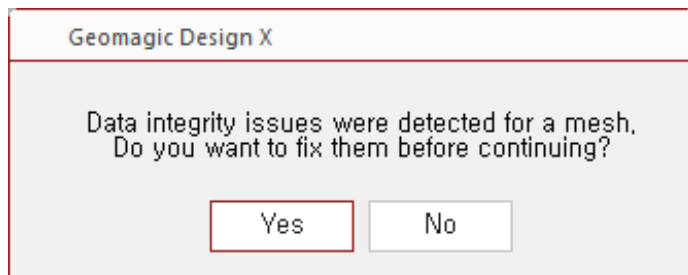 Geomagic Design X
Data integrity issues were detected for a mesh,
Do you want to fix them before continuing?
Yes
No